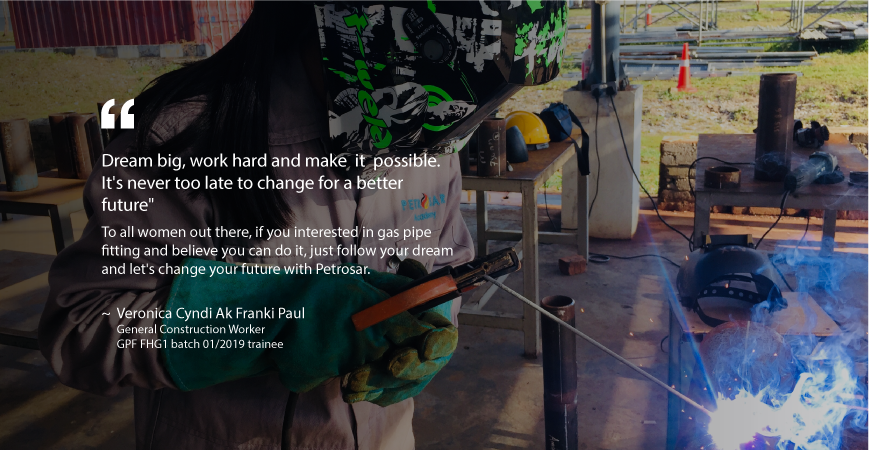 “
Dream big, work hard and make it possible.
It's never too late to change for a better
future"
To all women out there, if you interested in gas pipe
fitting and believe you can do it, just follow your dream
and let's change your future with Petrosar.
~ Veronica Cyndi Ak Franki Paul
General Construction Worker
GPF FHG1 batch 01/2019 trainee